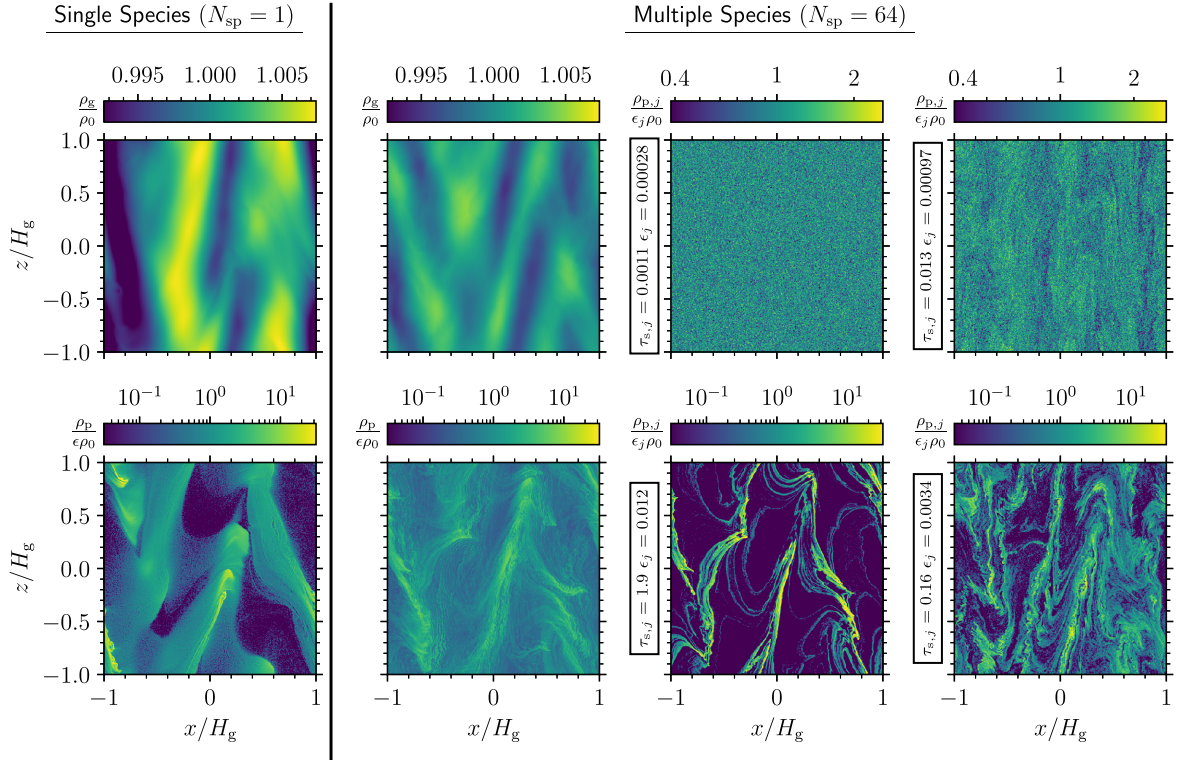 Single Species (N_sp = 1)
Multiple Species (N_sp = 64)
0.995 1.000 1.005
0.995 1.000 1.005
0.4 1 2
0.4 1 2
ρ_g/ρ_0
ρ_g/ρ_0
ρ_p,j/ϵ_jρ_0
ρ_p,j/ϵ_jρ_0
1.0
0.5
0.0
−0.5
−1.0
z/H_g
τ_s,j = 0.0011 ϵ_j = 0.00028
τ_s,j = 0.013 ϵ_j = 0.00097
10^−1 10^0 10^1
10^−1 10^0 10^1
10^−1 10^0 10^1
10^−1 10^0 10^1
ρ_p/ϵρ_0
ρ_p/ϵρ_0
ρ_p,j/ϵ_jρ_0
ρ_p,j/ϵ_jρ_0
1.0
0.5
0.0
−0.5
−1.0
z/H_g
τ_s,j = 1.9 ϵ_j = 0.012
τ_s,j = 0.16 ϵ_j = 0.0034
−1 0 1
−1 0 1
−1 0 1
−1 0 1
x/H_g
x/H_g
x/H_g
x/H_g